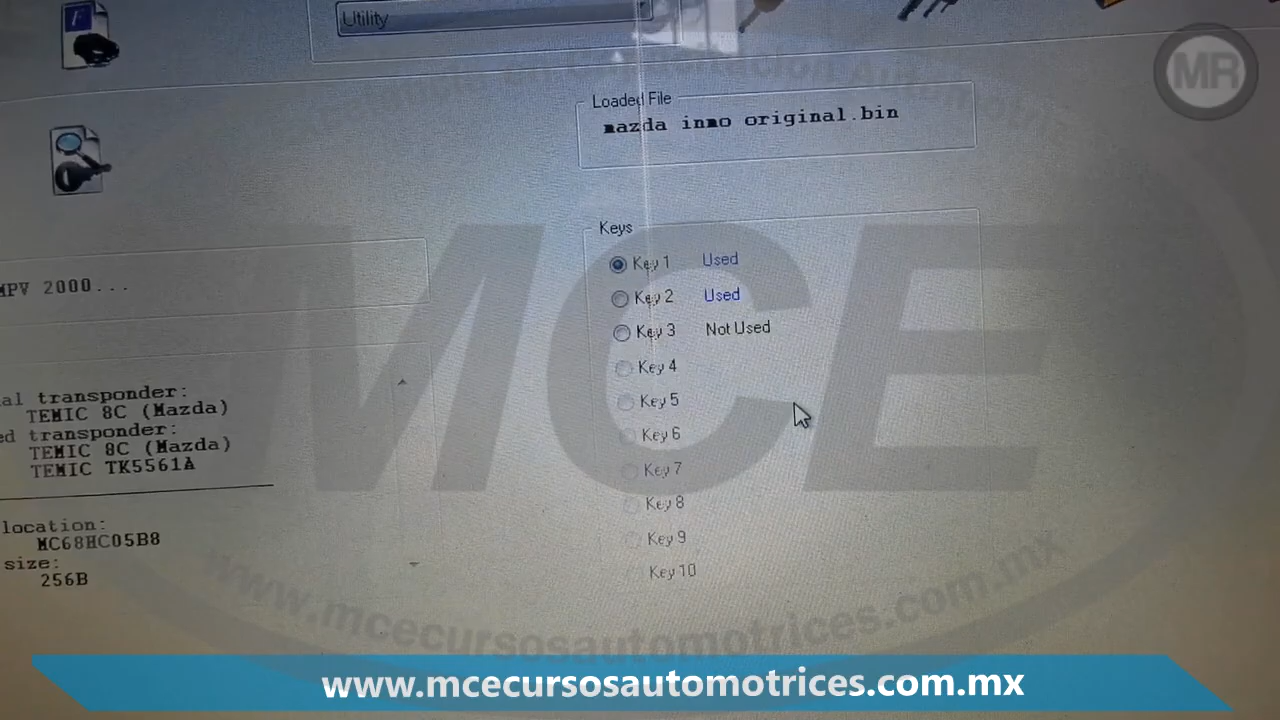 Utility
MR
Loaded File
mazda inmo original.bin
Keys
Key 1 Used
Key 2 Used
Key 3 Not Used
Key 4
Key 5
Key 6
Key 7
Key 8
Key 9
Key 10
MPV 2000...
al transponder:
TEMIC 8C (Mazda)
ed transponder:
TEMIC 8C (Mazda)
TEMIC TK5561A
location:
MC68HC05B8
size:
256B
MCE
www.mcecursosautomotrices.com.mx
www.mcecursosautomotrices.com.mx